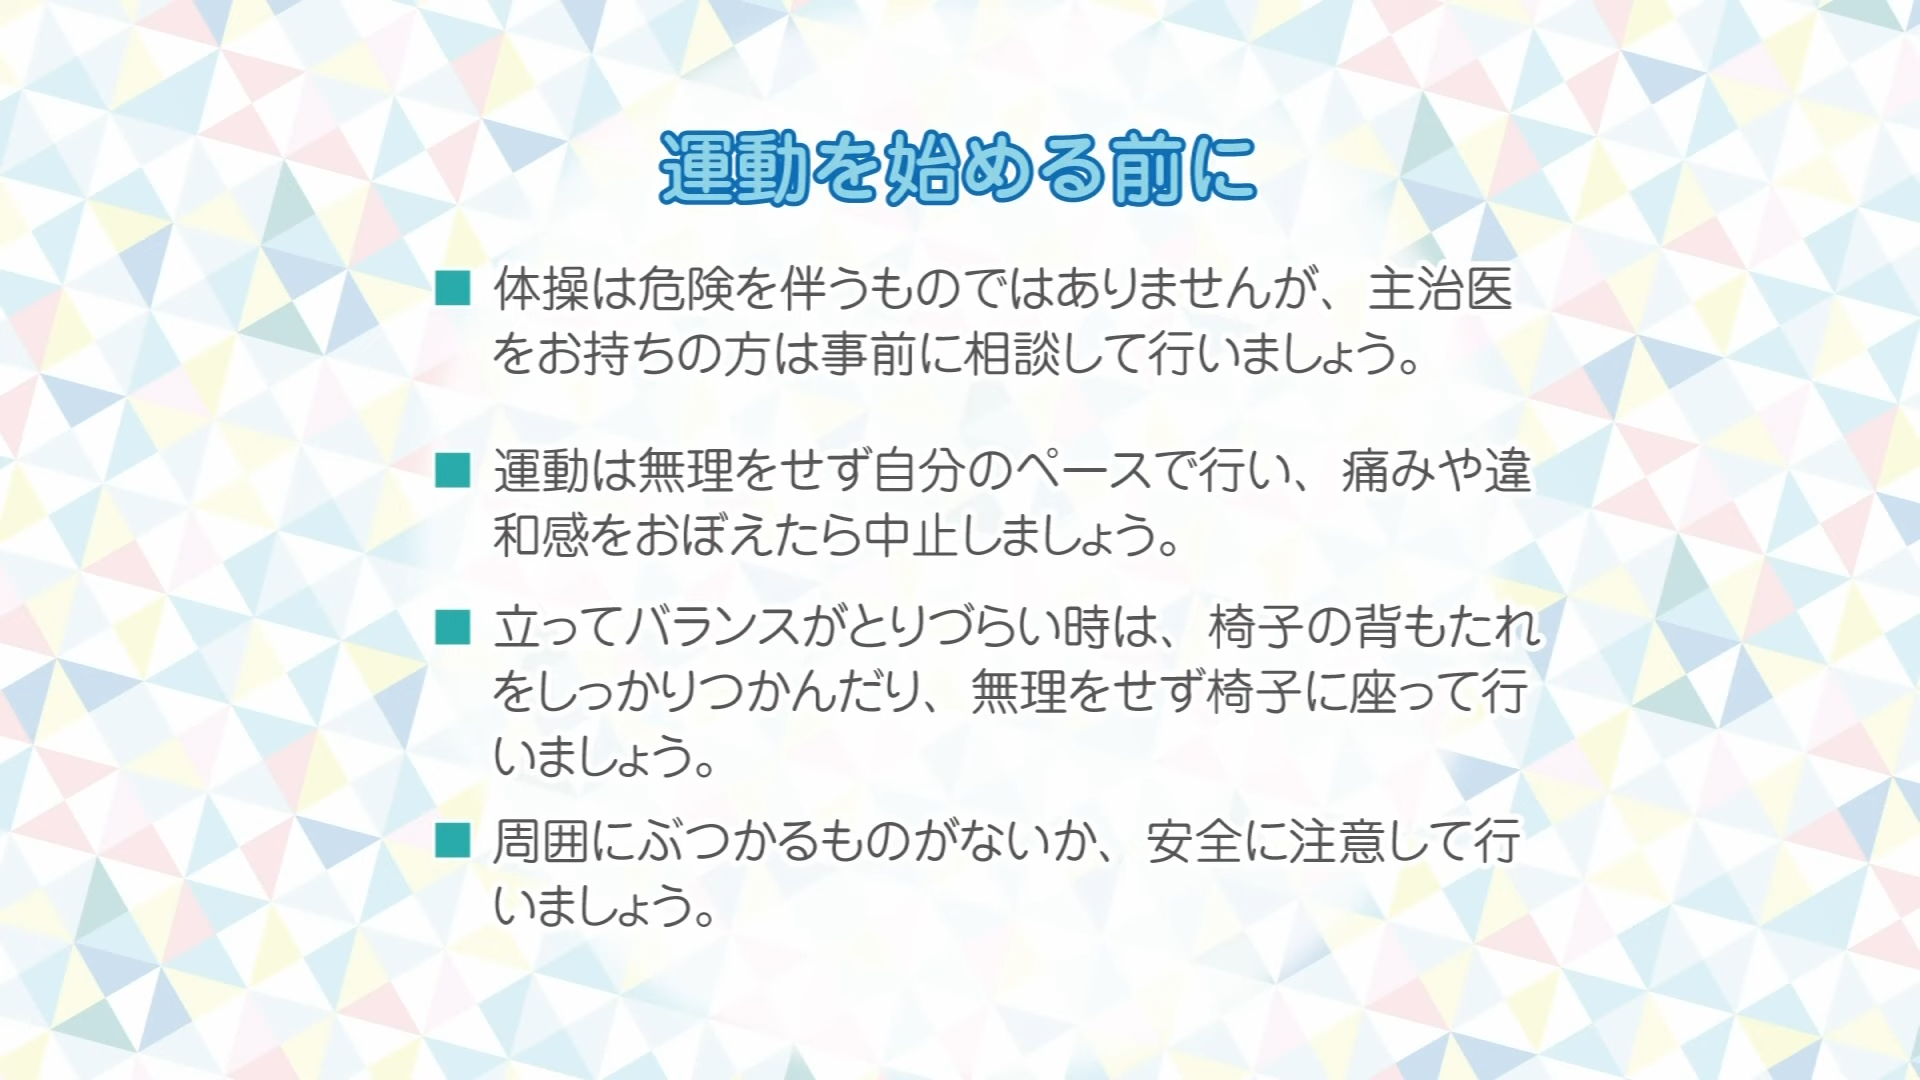 運動を始める前に
■ 体操は危険を伴うものではありませんが、主治医
をお持ちの方は事前に相談して行いましょう。
■ 運動は無理をせず自分のペースで行い、痛みや違
和感をおぼえたら中止しましょう。
■ 立ってバランスがとりづらい時は、椅子の背もたれ
をしっかりつかんだり、無理をせず椅子に座って行
いましょう。
■ 周囲にぶつかるものがないか、安全に注意して行
いましょう。